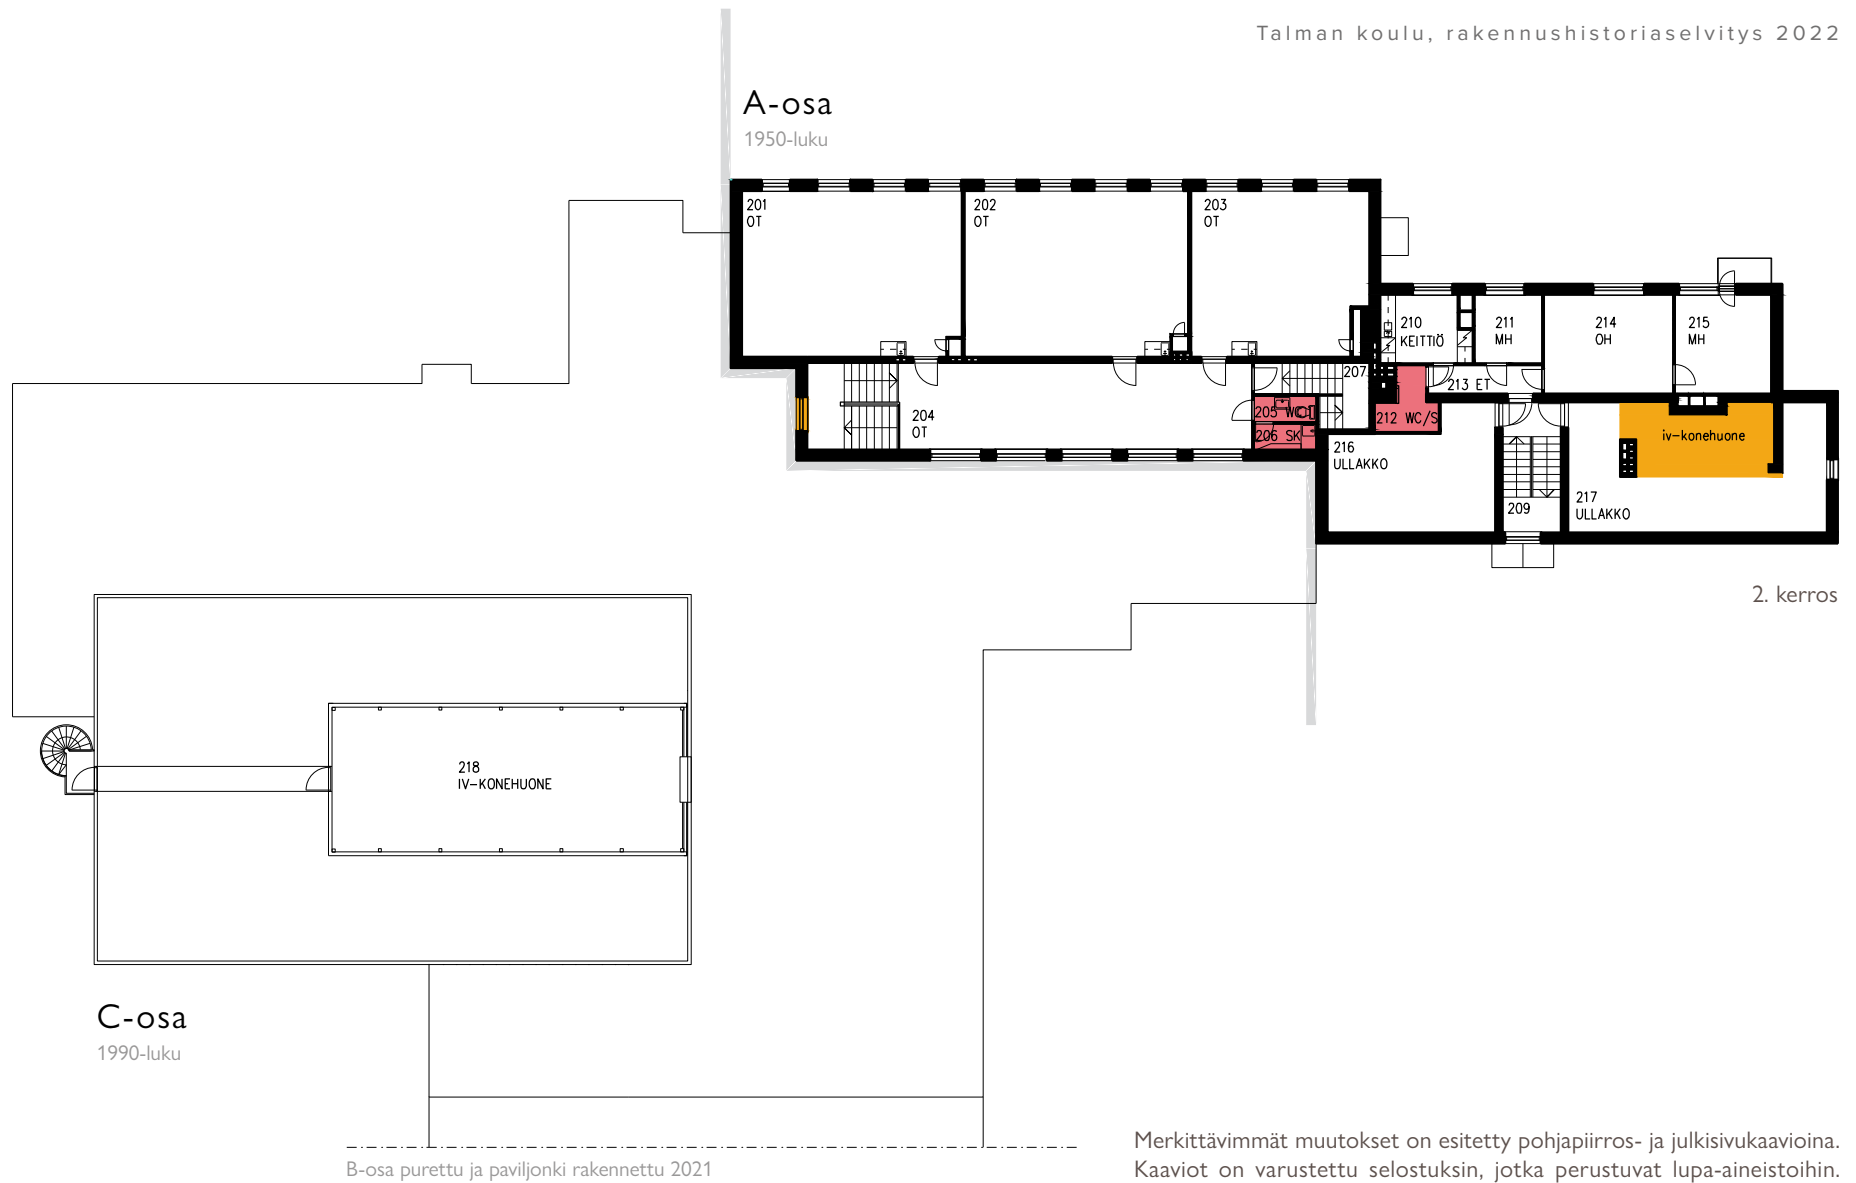 Talman koulu, rakennushistoriaselvitys 2022
A-osa
1950-luku
201
OT
202
OT
203
OT
204
OT
205 WC
206 SK
207
210
KEITTIÖ
211
MH
214
OH
215
MH
213 ET
212 WC/S
216
ULLAKKO
209
217
ULLAKKO
iv-konehuone
2. kerros
218
IV-KONEHUONE
C-osa
1990-luku
B-osa purettu ja paviljonki rakennettu 2021
Merkittävimmät muutokset on esitetty pohjapiirros- ja julkisivukaavioina.
Kaaviot on varustettu selostuksin, jotka perustuvat lupa-aineistoihin.